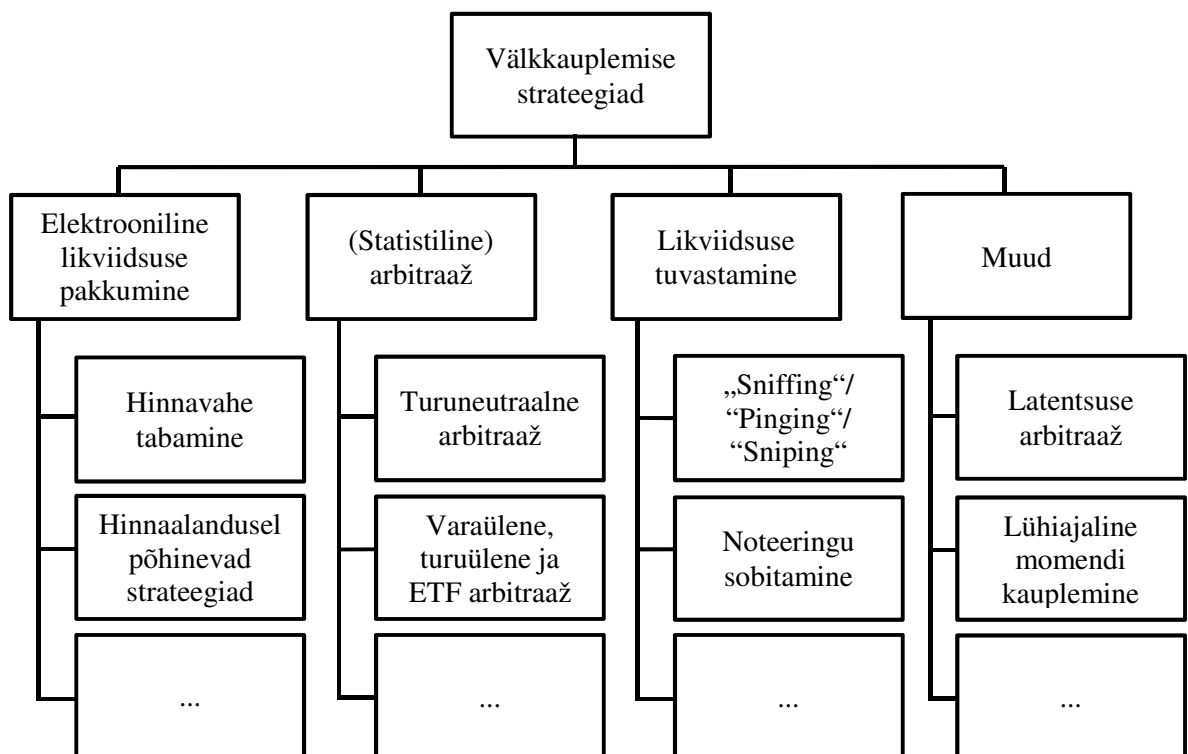 Välkkauplemise
strateegiad
Elektrooniline
likviidsuse
pakkumine
(Statistiline)
arbitraaž
Likviidsuse
tuvastamine
Muud
Hinnavahe
tabamine
Turuneutraalne
arbitraaž
„Sniffing“/
“Pinging“/
“Sniping“
Latentsuse
arbitraaž
Hinnaalandusel
põhinevad
strateegiad
Varaülene,
turuülene ja
ETF arbitraaž
Noteeringu
sobitamine
Lühiajaline
momendi
kauplemine
...
...
...
...